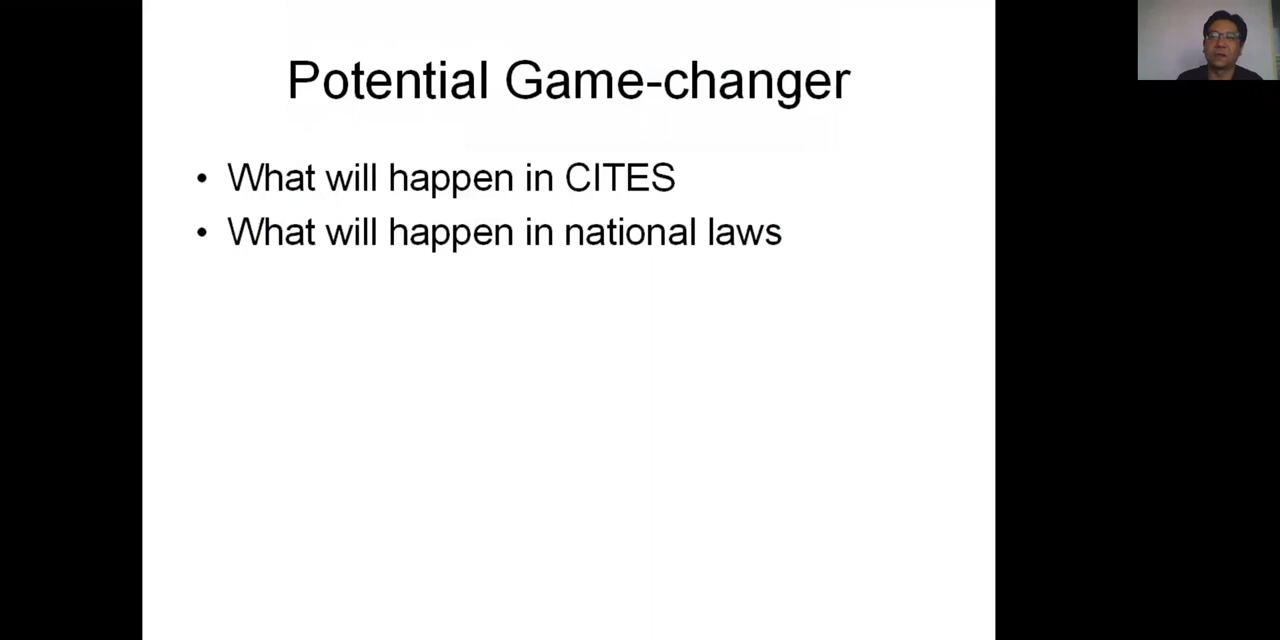 Potential Game-changer
• What will happen in CITES
• What will happen in national laws